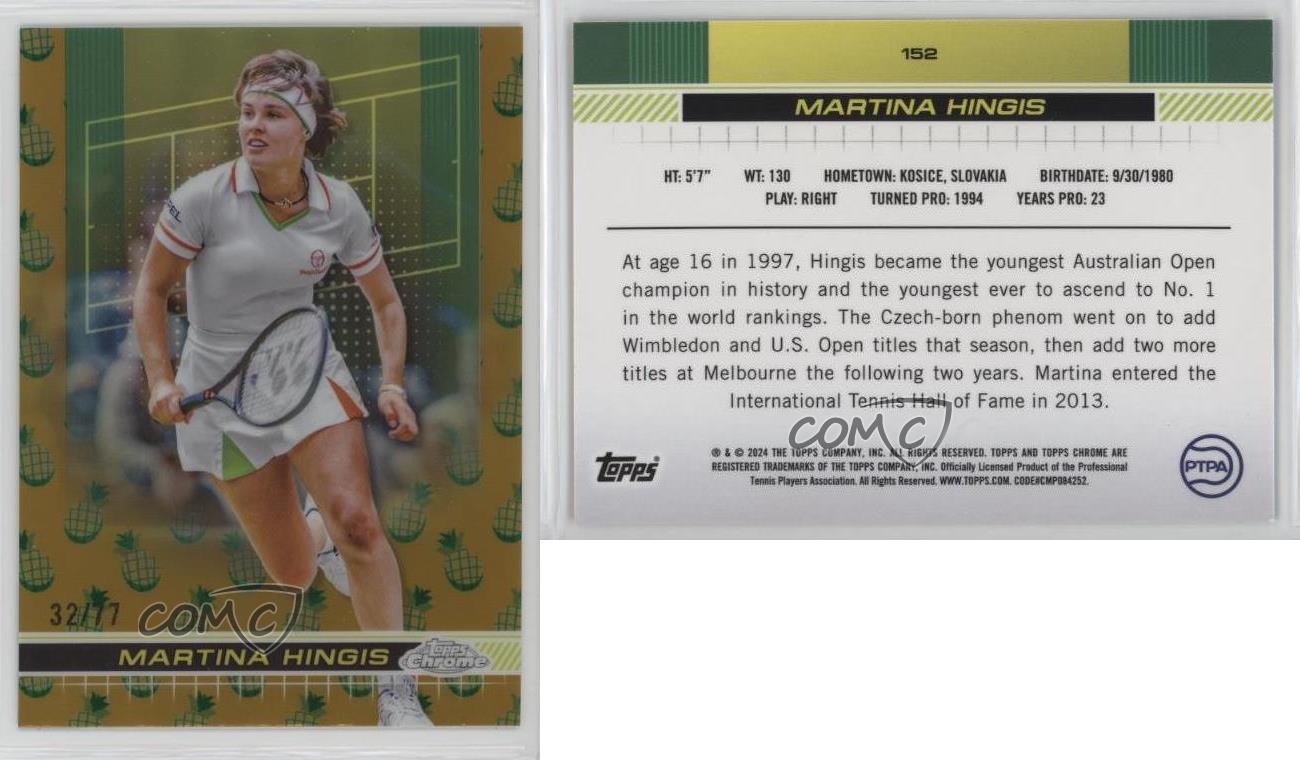 OPEL
Sergio Tacchini
32/77
COMC
MARTINA HINGIS
Topps Chrome
152
MARTINA HINGIS
HT: 5'7" WT: 130 HOMETOWN: KOSICE, SLOVAKIA BIRTHDATE: 9/30/1980
PLAY: RIGHT TURNED PRO: 1994 YEARS PRO: 23
At age 16 in 1997, Hingis became the youngest Australian Open
champion in history and the youngest ever to ascend to No. 1
in the world rankings. The Czech-born phenom went on to add
Wimbledon and U.S. Open titles that season, then add two more
titles at Melbourne the following two years. Martina entered the
International Tennis Hall of Fame in 2013.
COMC
Topps
® & © 2024 THE TOPPS COMPANY, INC. ALL RIGHTS RESERVED. TOPPS AND TOPPS CHROME ARE
REGISTERED TRADEMARKS OF THE TOPPS COMPANY, INC. Officially Licensed Product of the Professional
Tennis Players Association. All Rights Reserved. WWW.TOPPS.COM. CODE#CMP084252.
PTPA